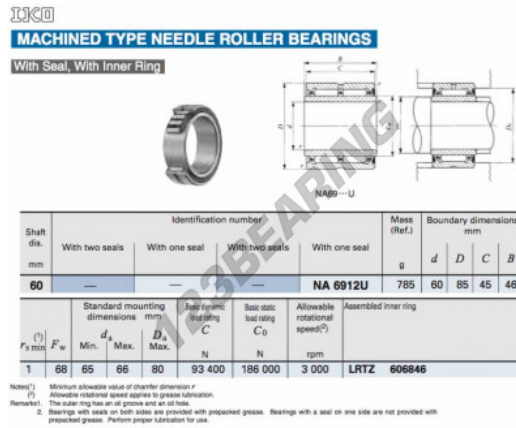 IKO
MACHINED TYPE NEEDLE ROLLER BEARINGS
With Seal, With Inner Ring
B
C
r
D
d
NA69···U
123BEARING
Shaft dia. mm
Identification number
With two seals
With one seal
With two seals
With one seal
Mass (Ref.) g
Boundary dimensions mm
d D C B
60 — — — NA 6912U 785 60 85 45 46
rs min (1) Fw
Standard mounting dimensions mm
da Min. Max.
Da Max.
Basic dynamic load rating C N
Basic static load rating C0 N
Allowable rotational speed(2) rpm
Assembled inner ring
1 68 65 66 80 93 400 186 000 3 000 LRTZ 606846
Notes(1) Minimum allowable value of chamfer dimension r
(2) Allowable rotational speed applies to grease lubrication.
Remarks1. The outer ring has an oil groove and an oil hole.
2. Bearings with seals on both sides are provided with prepacked grease. Bearings with a seal on one side are not provided with
prepacked grease. Perform proper lubrication for use.